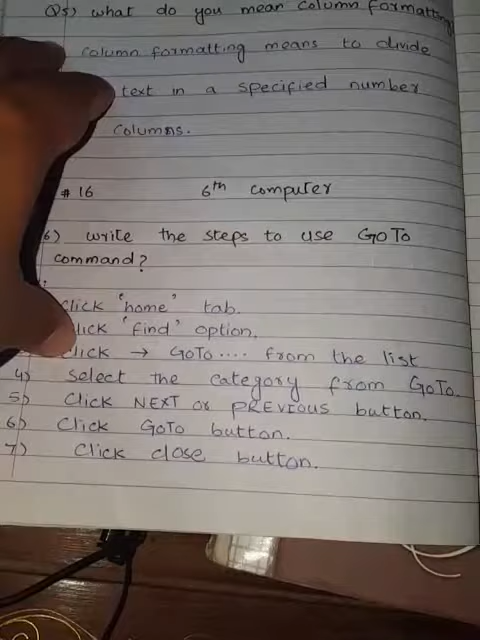 Q5) what do you mean column formatting
column formatting means to divide
text in a specified number
columns.
# 16 6th computer
6) write the steps to use GOTO
command?
click "home" tab.
click "find" option.
click → GOTO.... from the list
4) select the category from GOTO.
5) click NEXT or PREVIOUS button.
6) click GOTO button.
7) click close button.